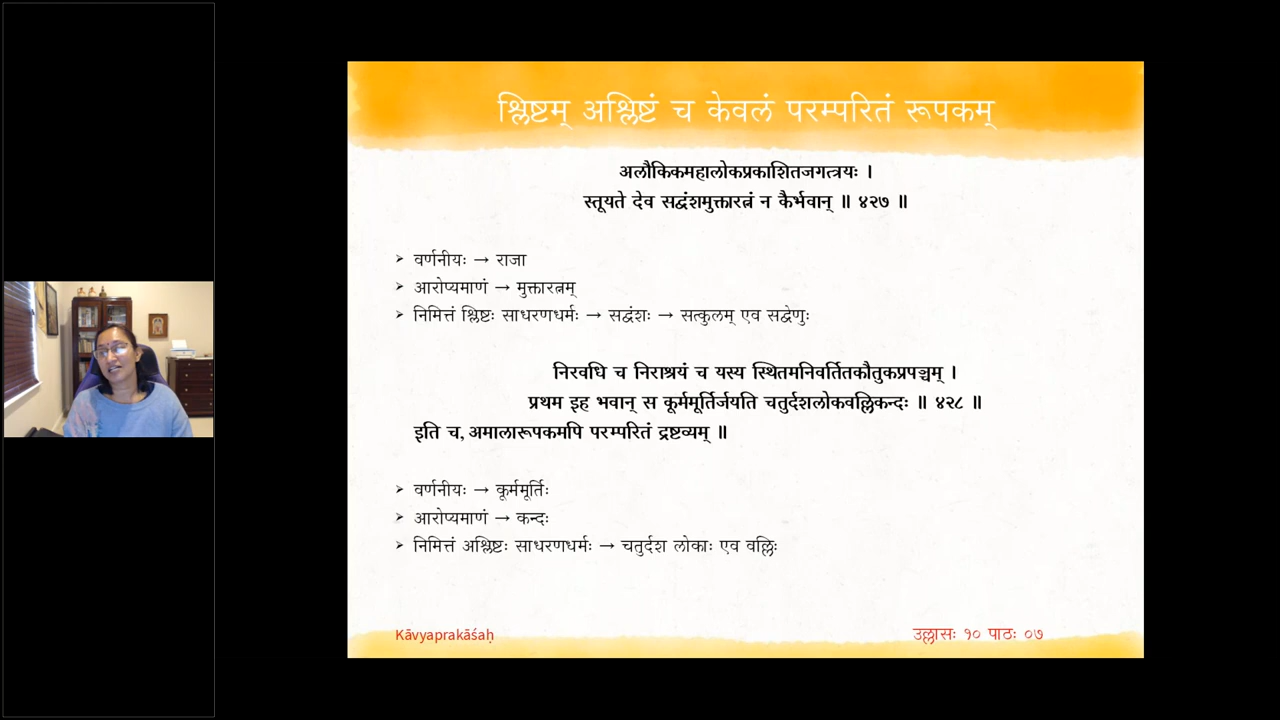 श्लिष्टम् अश्लिष्टं च केवलं परम्परितं रूपकम्
अलौकिकमहालोकप्रकाशितजगत्त्रयः ।
स्तूयते देव सद्वंशमुक्तारत्नं न कैर्भवान् ॥ ४२७ ॥
➢ वर्णनीयः → राजा
➢ आरोप्यमाणं → मुक्तारत्नम्
➢ निमित्तं श्लिष्टः साधरणधर्मः → सद्वंशः → सत्कुलम् एव सद्वेणुः
निरवधि च निराश्रयं च यस्य स्थितमनिवर्तितकौतुकप्रपञ्चम् ।
प्रथम इह भवान् स कूर्ममूर्तिर्जयति चतुर्दशलोकवल्लिकन्दः ॥ ४२८ ॥
इति च, अमालारूपकमपि परम्परितं द्रष्टव्यम् ॥
➢ वर्णनीयः → कूर्ममूर्तिः
➢ आरोप्यमाणं → कन्दः
➢ निमित्तं अश्लिष्टः साधरणधर्मः → चतुर्दश लोकाः एव वल्लिः
Kāvyaprakāśaḥ
उल्लासः १० पाठः ०७